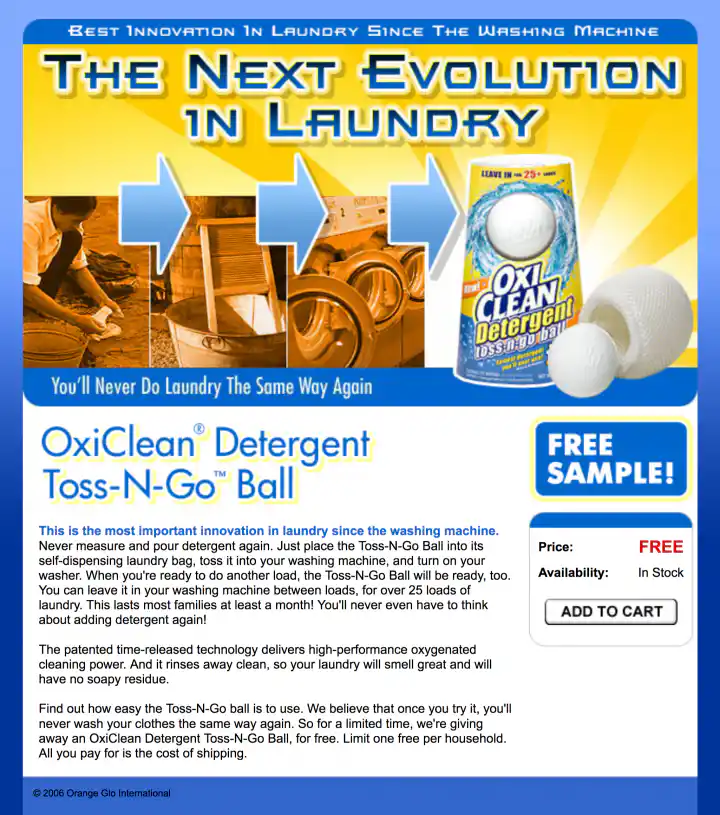 Best Innovation In Laundry Since The Washing Machine
The Next Evolution
in Laundry
LEAVE IN FOR 25+ LOADS
OXI
CLEAN
Detergent
toss-n-go ball
You'll Never Do Laundry The Same Way Again
OxiClean® Detergent
Toss-N-Go™ Ball
FREE
SAMPLE!
This is the most important innovation in laundry since the washing machine.
Never measure and pour detergent again. Just place the Toss-N-Go Ball into its
self-dispensing laundry bag, toss it into your washing machine, and turn on your
washer. When you're ready to do another load, the Toss-N-Go Ball will be ready, too.
You can leave it in your washing machine between loads, for over 25 loads of
laundry. This lasts most families at least a month! You'll never even have to think
about adding detergent again!
The patented time-released technology delivers high-performance oxygenated
cleaning power. And it rinses away clean, so your laundry will smell great and will
have no soapy residue.
Find out how easy the Toss-N-Go ball is to use. We believe that once you try it, you'll
never wash your clothes the same way again. So for a limited time, we're giving
away an OxiClean Detergent Toss-N-Go Ball, for free. Limit one free per household.
All you pay for is the cost of shipping.
Price: FREE
Availability: In Stock
ADD TO CART
© 2006 Orange Glo International